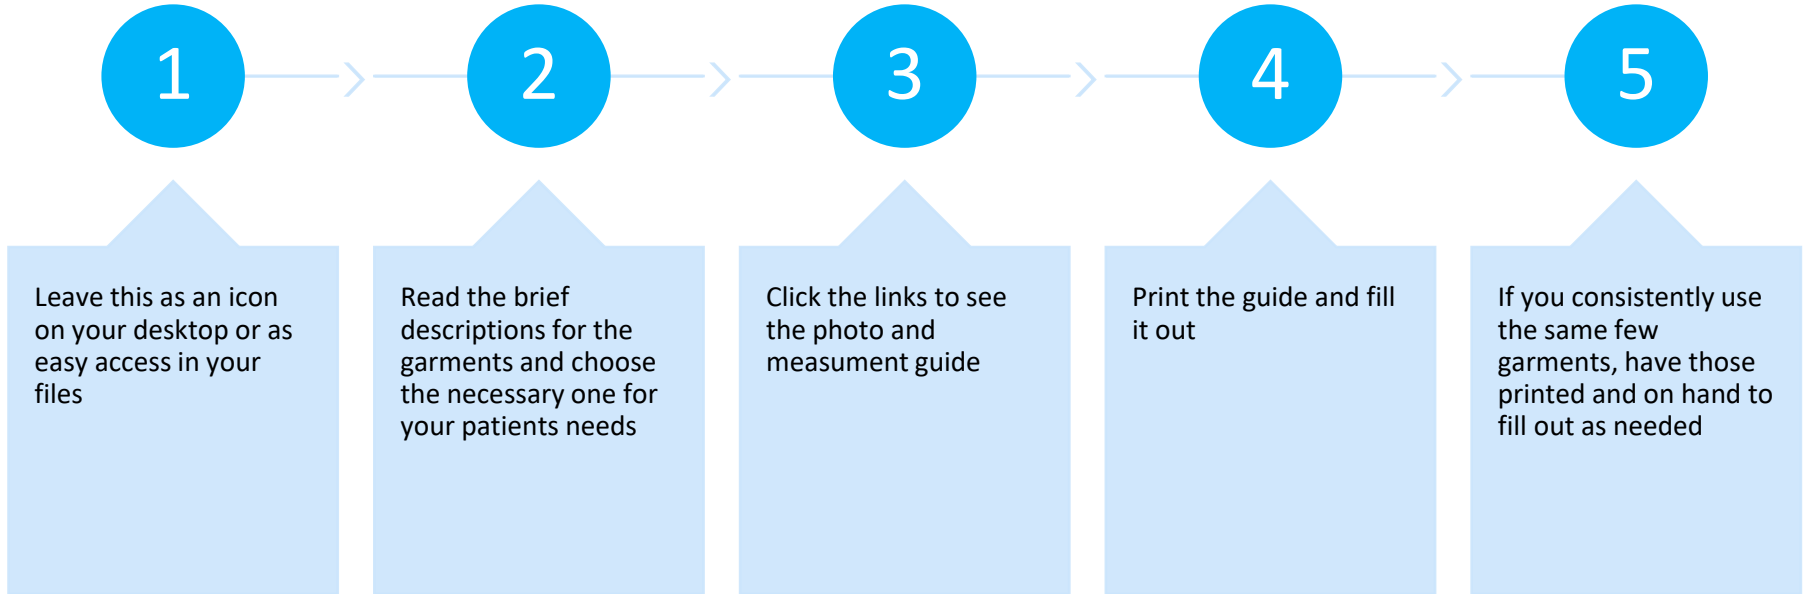 1
2
3
4
5
Leave this as an icon
on your desktop or as
easy access in your
files
Read the brief
descriptions for the
garments and choose
the necessary one for
your patients needs
Click the links to see
the photo and
measument guide
Print the guide and fill
it out
If you consistently use
the same few
garments, have those
printed and on hand to
fill out as needed